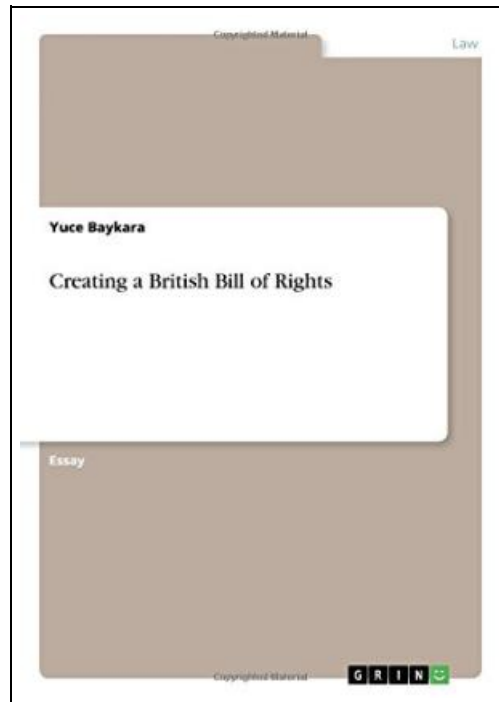 Copyrighted Material
Law
Yuce Baykara
Creating a British Bill of Rights
Essay
Copyrighted Material
GRIN